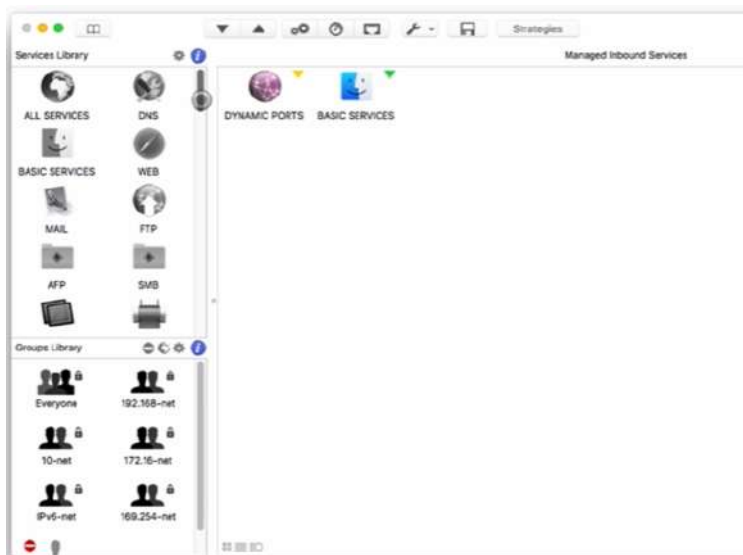 Strategies
Services Library
Managed Inbound Services
ALL SERVICES DNS
BASIC SERVICES WEB
MAIL FTP
AFP SMB
DYNAMIC PORTS BASIC SERVICES
Groups Library
Everyone 192.168-net
10-net 172.16-net
IPv6-net 169.254-net